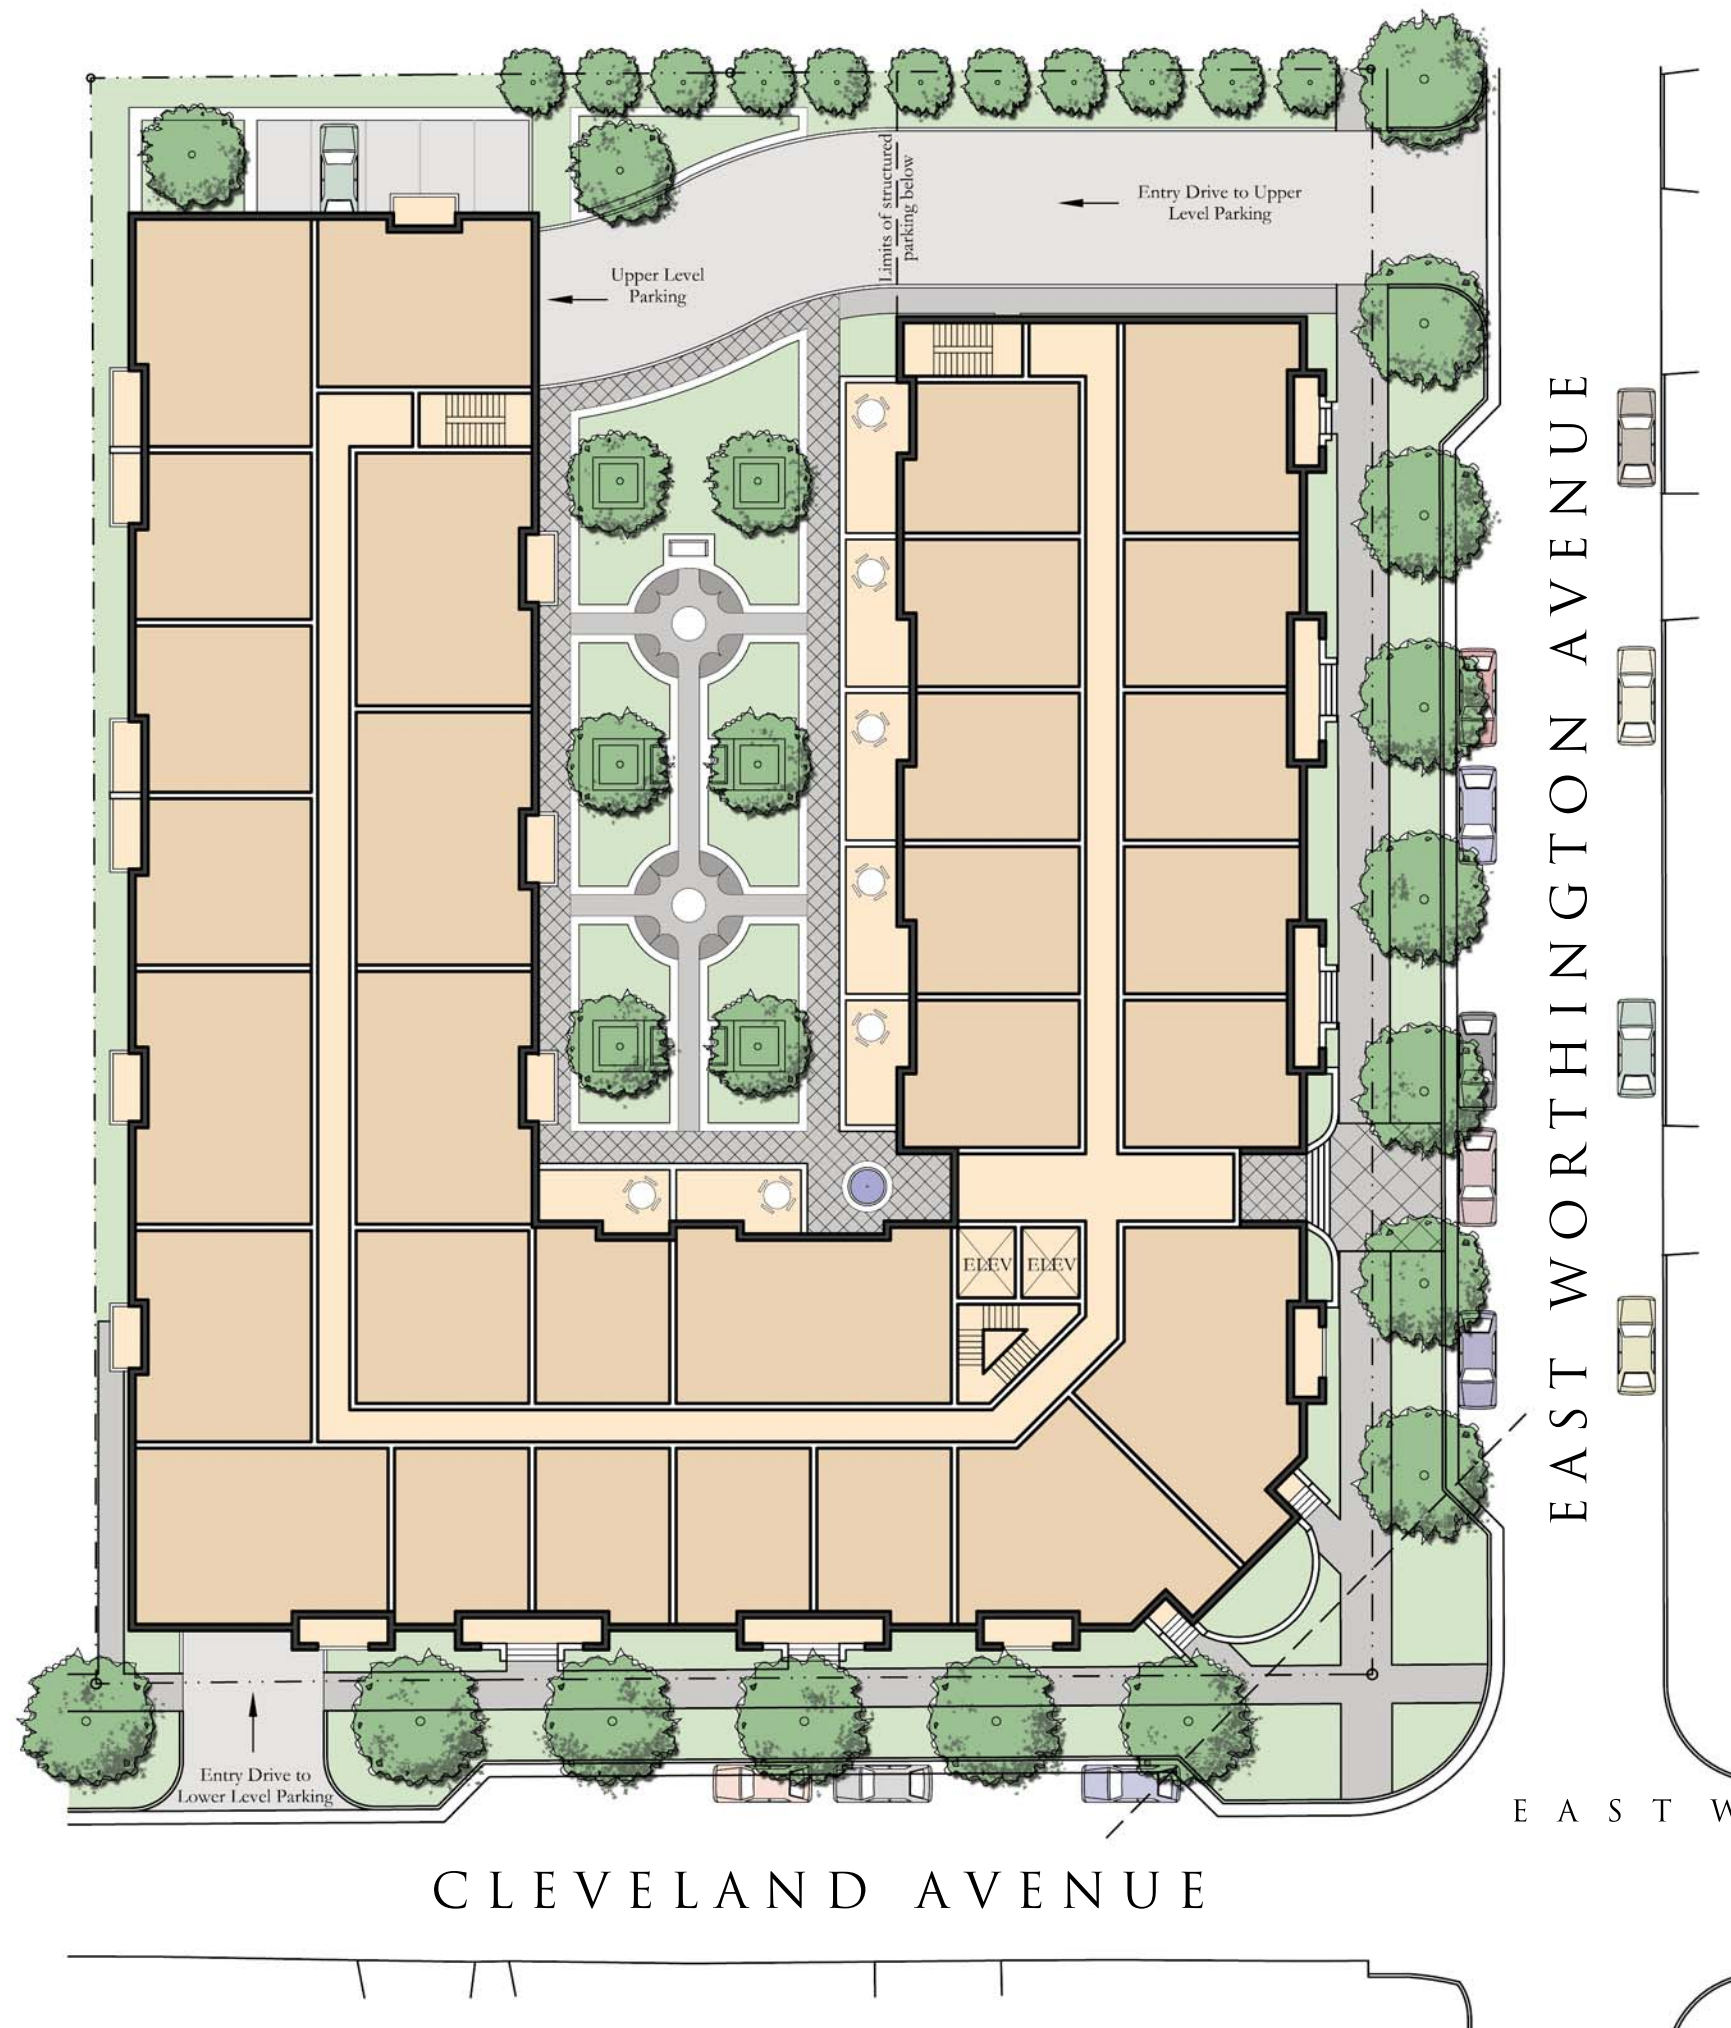 Limits of structured
parking below
Entry Drive to Upper
Level Parking
Upper Level
Parking
EAST WORTHINGTON AVENUE
ELEV
ELEV
Entry Drive to
Lower Level Parking
EAST W
CLEVELAND AVENUE